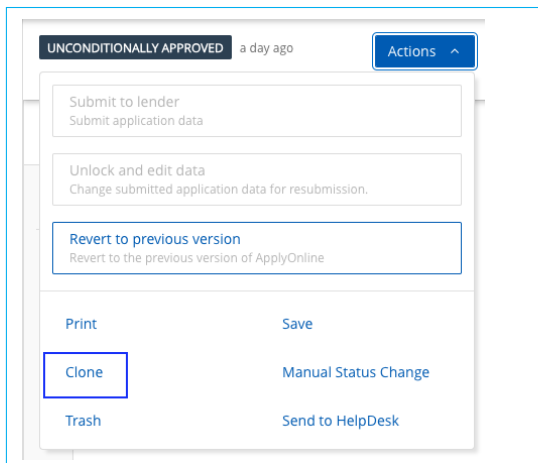 UNCONDITIONALLY APPROVED a day ago Actions
Submit to lender
Submit application data
Unlock and edit data
Change submitted application data for resubmission.
Revert to previous version
Revert to the previous version of ApplyOnline
Print Save
Clone Manual Status Change
Trash Send to HelpDesk